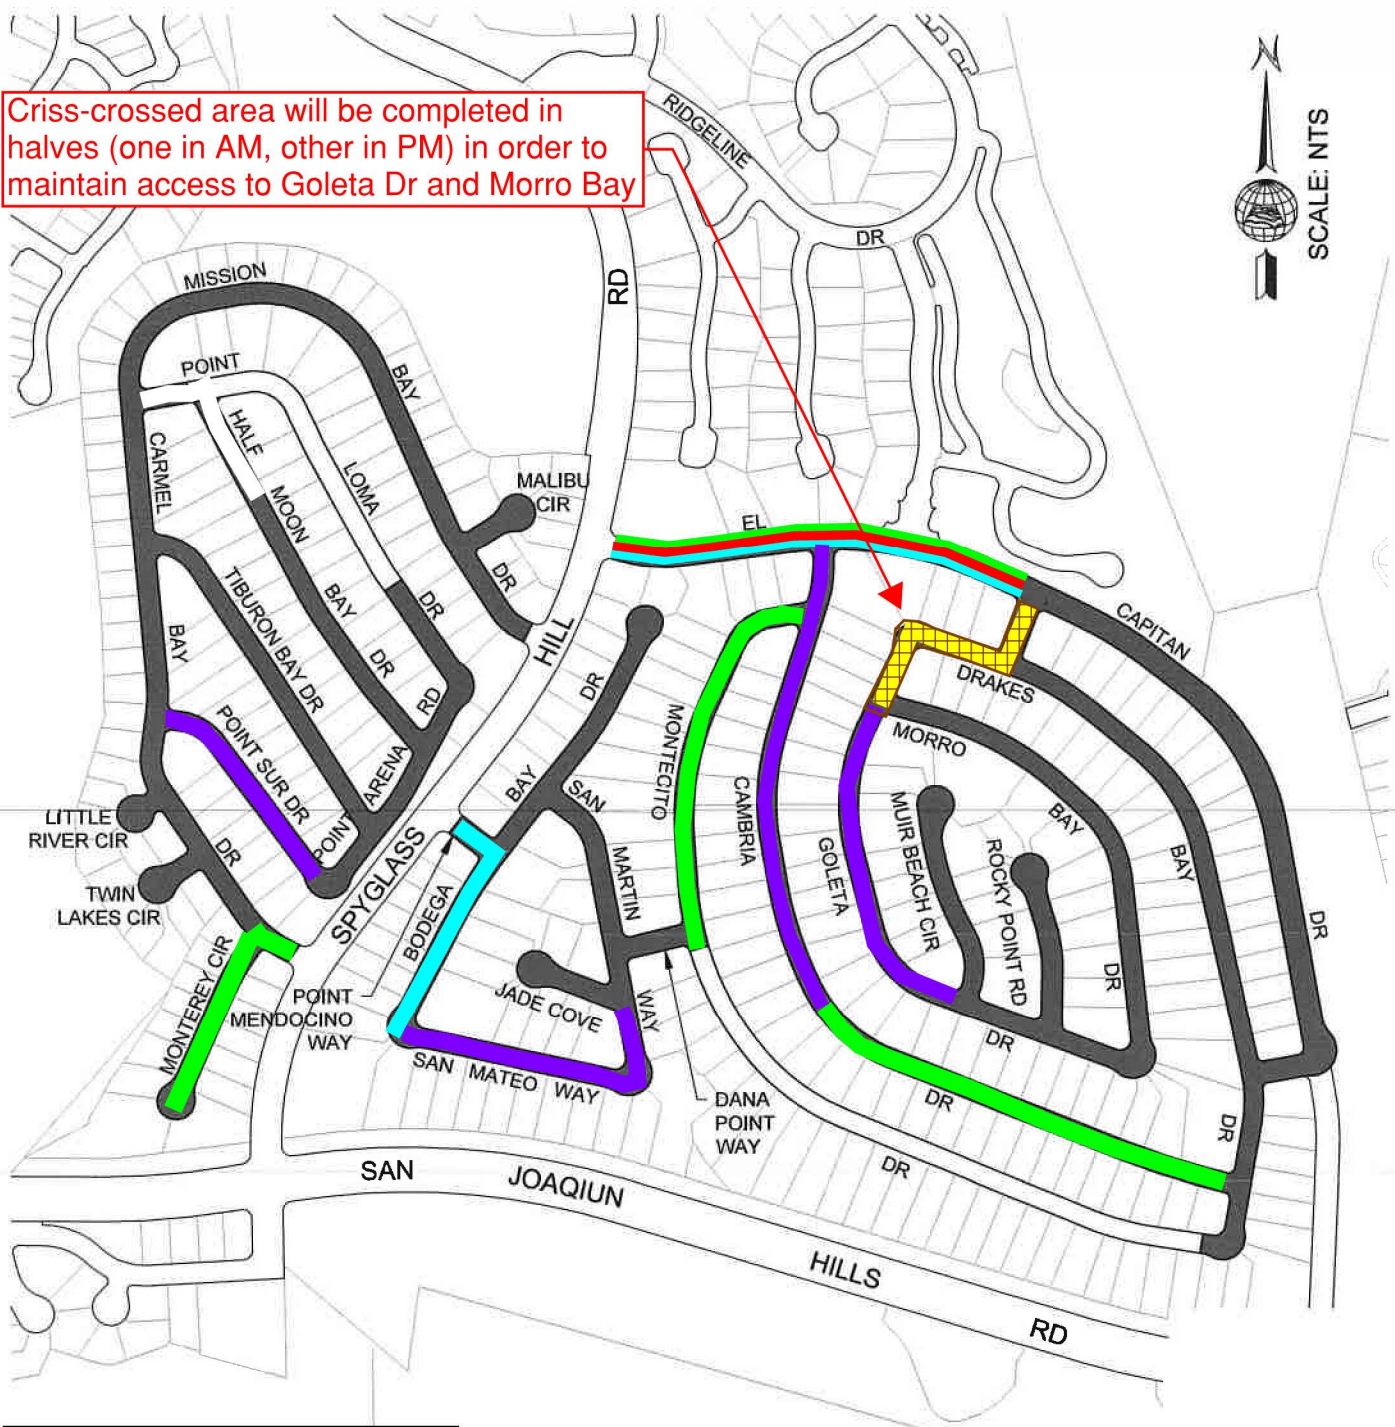 Criss-crossed area will be completed in
halves (one in AM, other in PM) in order to
maintain access to Goleta Dr and Morro Bay
N
SCALE: NTS
RIDGELINE
DR
RD
MISSION
BAY
DR
POINT
LOMA
DR
HALF
MOON
BAY
DR
CARMEL
BAY
DR
MALIBU
CIR
TIBURON BAY DR
POINT SUR DR
POINT
ARENA
RD
LITTLE
RIVER CIR
TWIN
LAKES CIR
MONTEREY CIR
SPYGLASS
HILL
EL
CAPITAN
DR
DRAKES
BAY
DR
MORRO
BAY
DR
BODEGA
BAY
DR
SAN
MARTIN
WAY
MONTECITO
DR
CAMBRIA
DR
GOLETA
DR
MUIR BEACH CIR
ROCKY POINT RD
POINT
MENDOCINO
WAY
JADE COVE
SAN MATEO WAY
DANA
POINT
WAY
SAN JOAQIUN HILLS RD